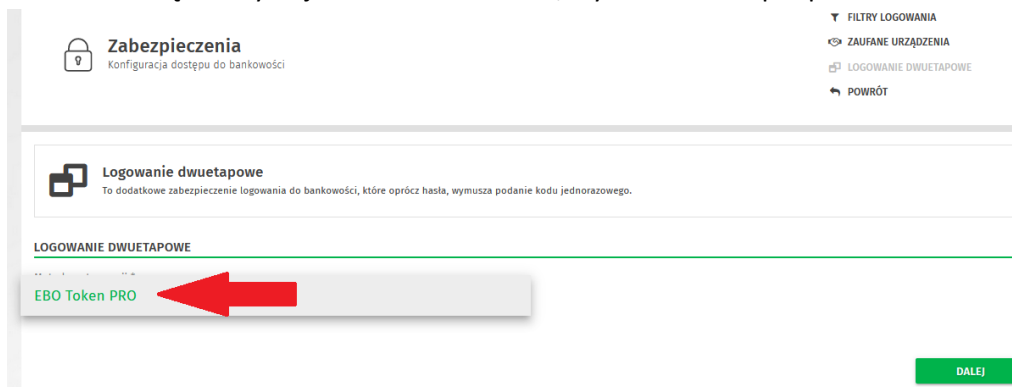 FILTRY LOGOWANIA
Zabezpieczenia
ZAUFANE URZĄDZENIA
Konfiguracja dostępu do bankowości
LOGOWANIE DWUETAPOWE
POWRÓT
Logowanie dwuetapowe
To dodatkowe zabezpieczenie logowania do bankowości, które oprócz hasła, wymusza podanie kodu jednorazowego.
LOGOWANIE DWUETAPOWE
EBO Token PRO
DALEJ